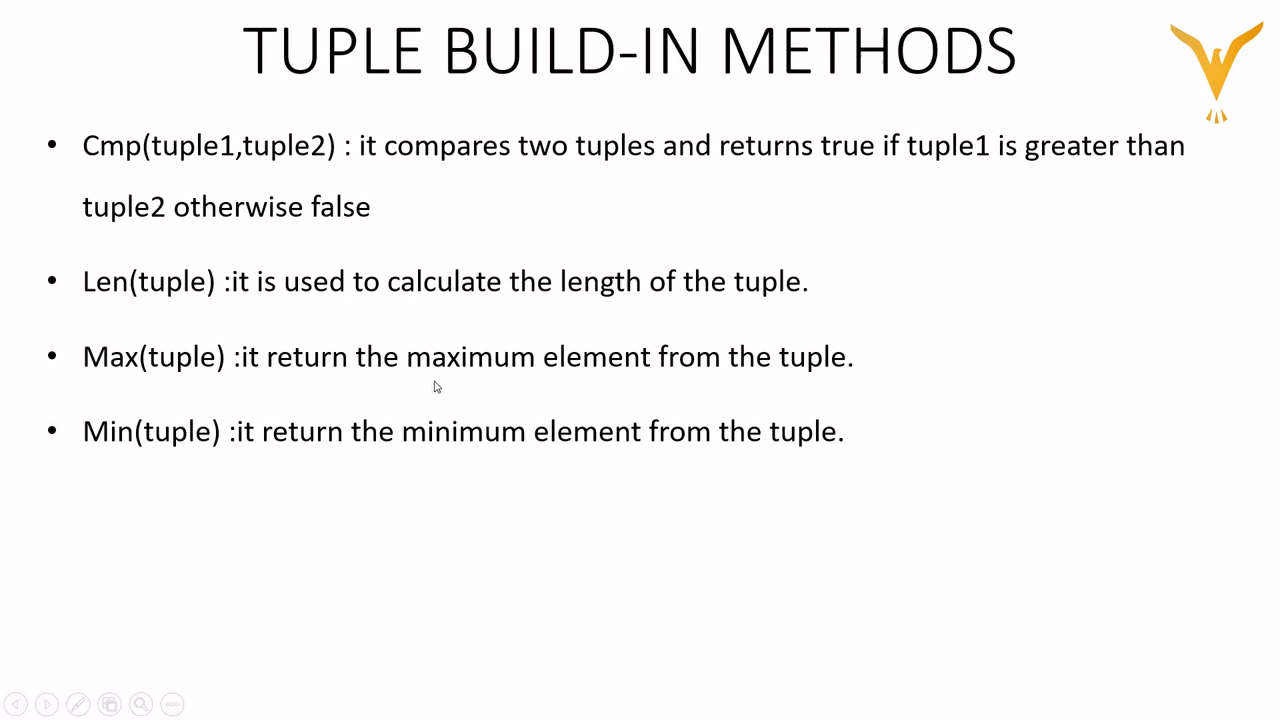 TUPLE BUILD-IN METHODS
• Cmp(tuple1,tuple2) : it compares two tuples and returns true if tuple1 is greater than
tuple2 otherwise false
• Len(tuple) :it is used to calculate the length of the tuple.
• Max(tuple) :it return the maximum element from the tuple.
• Min(tuple) :it return the minimum element from the tuple.